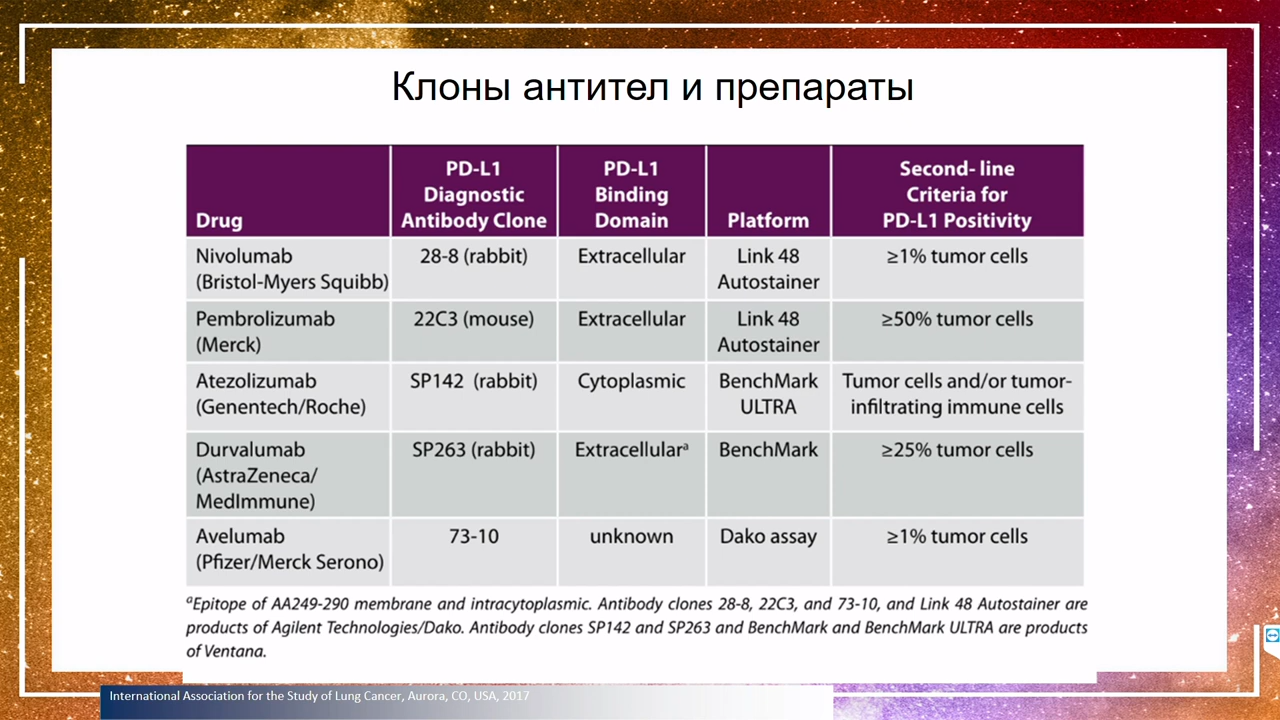 Клоны антител и препараты
Drug
PD-L1 Diagnostic Antibody Clone
PD-L1 Binding Domain
Platform
Second- line Criteria for PD-L1 Positivity
Nivolumab (Bristol-Myers Squibb)
28-8 (rabbit)
Extracellular
Link 48 Autostainer
≥1% tumor cells
Pembrolizumab (Merck)
22C3 (mouse)
Extracellular
Link 48 Autostainer
≥50% tumor cells
Atezolizumab (Genentech/Roche)
SP142 (rabbit)
Cytoplasmic
BenchMark ULTRA
Tumor cells and/or tumor-infiltrating immune cells
Durvalumab (AstraZeneca/ MedImmune)
SP263 (rabbit)
Extracellularᵃ
BenchMark
≥25% tumor cells
Avelumab (Pfizer/Merck Serono)
73-10
unknown
Dako assay
≥1% tumor cells
ᵃEpitope of AA249-290 membrane and intracytoplasmic. Antibody clones 28-8, 22C3, and 73-10, and Link 48 Autostainer are
products of Agilent Technologies/Dako. Antibody clones SP142 and SP263 and BenchMark and BenchMark ULTRA are products
of Ventana.
International Association for the Study of Lung Cancer, Aurora, CO, USA, 2017